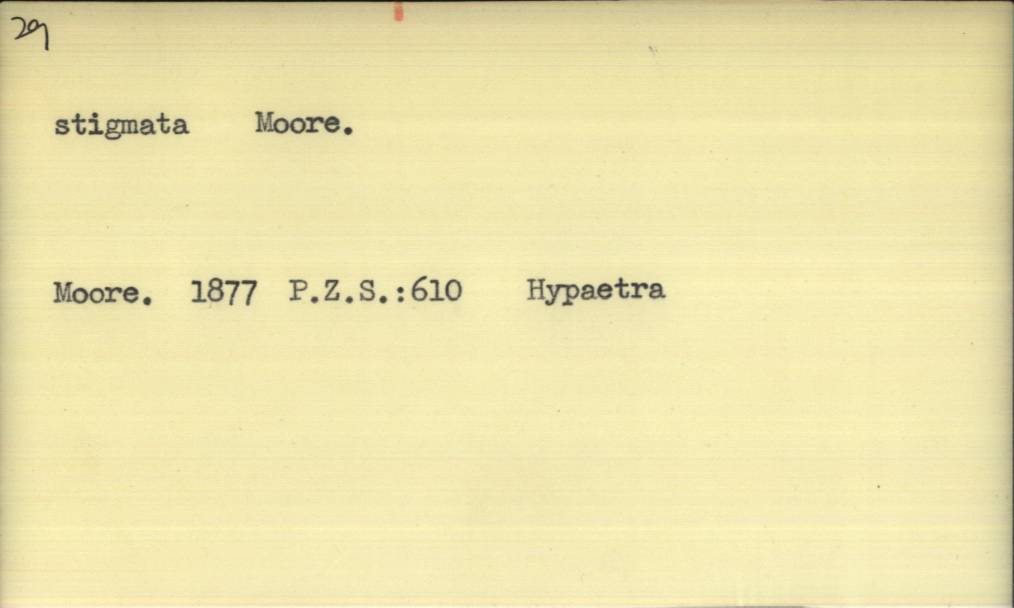 29
stigmata Moore.
Moore. 1877 P.Z.S.:610 Hypaetra